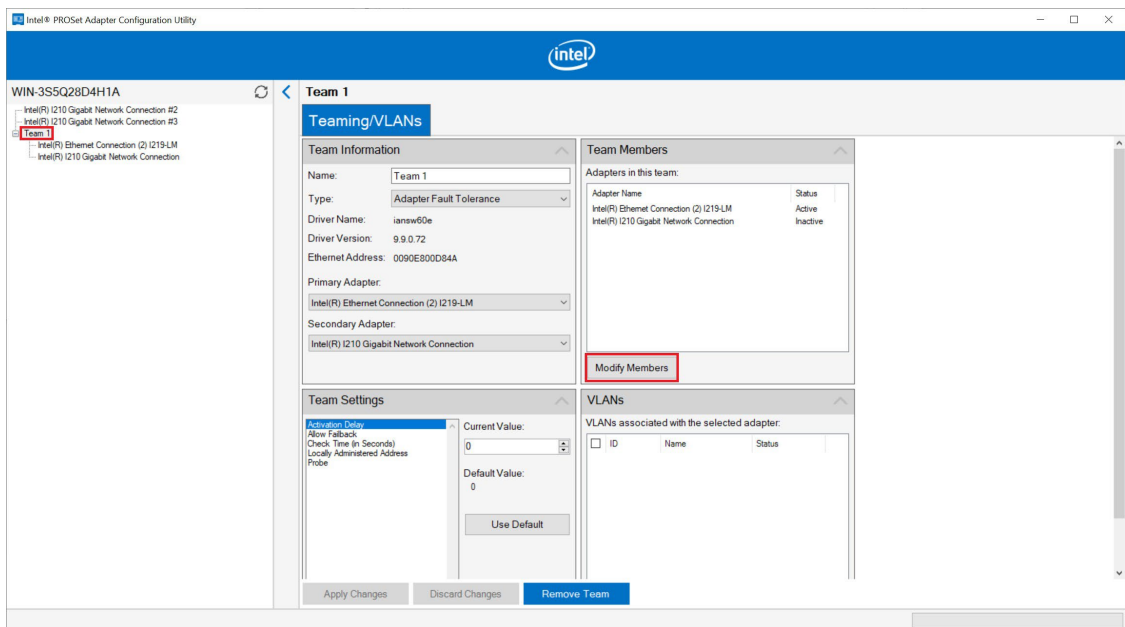 Intel® PROSet Adapter Configuration Utility
intel
WIN-3S5Q28D4H1A
Intel(R) I210 Gigabit Network Connection #2
Intel(R) I210 Gigabit Network Connection #3
Team 1
Intel(R) Ethernet Connection (2) I219-LM
Intel(R) I210 Gigabit Network Connection
Team 1
Teaming/VLANs
Team Information
Name: Team 1
Type: Adapter Fault Tolerance
Driver Name: iansw60e
Driver Version: 9.9.0.72
Ethernet Address: 0090E800D84A
Primary Adapter:
Intel(R) Ethernet Connection (2) I219-LM
Secondary Adapter:
Intel(R) I210 Gigabit Network Connection
Team Members
Adapters in this team:
Adapter Name Status
Intel(R) Ethernet Connection (2) I219-LM Active
Intel(R) I210 Gigabit Network Connection Inactive
Modify Members
Team Settings
Activation Delay
Allow Failback
Check Time (in Seconds)
Locally Administered Address
Probe
Current Value:
0
Default Value:
0
Use Default
VLANs
VLANs associated with the selected adapter:
ID Name Status
Apply Changes Discard Changes Remove Team